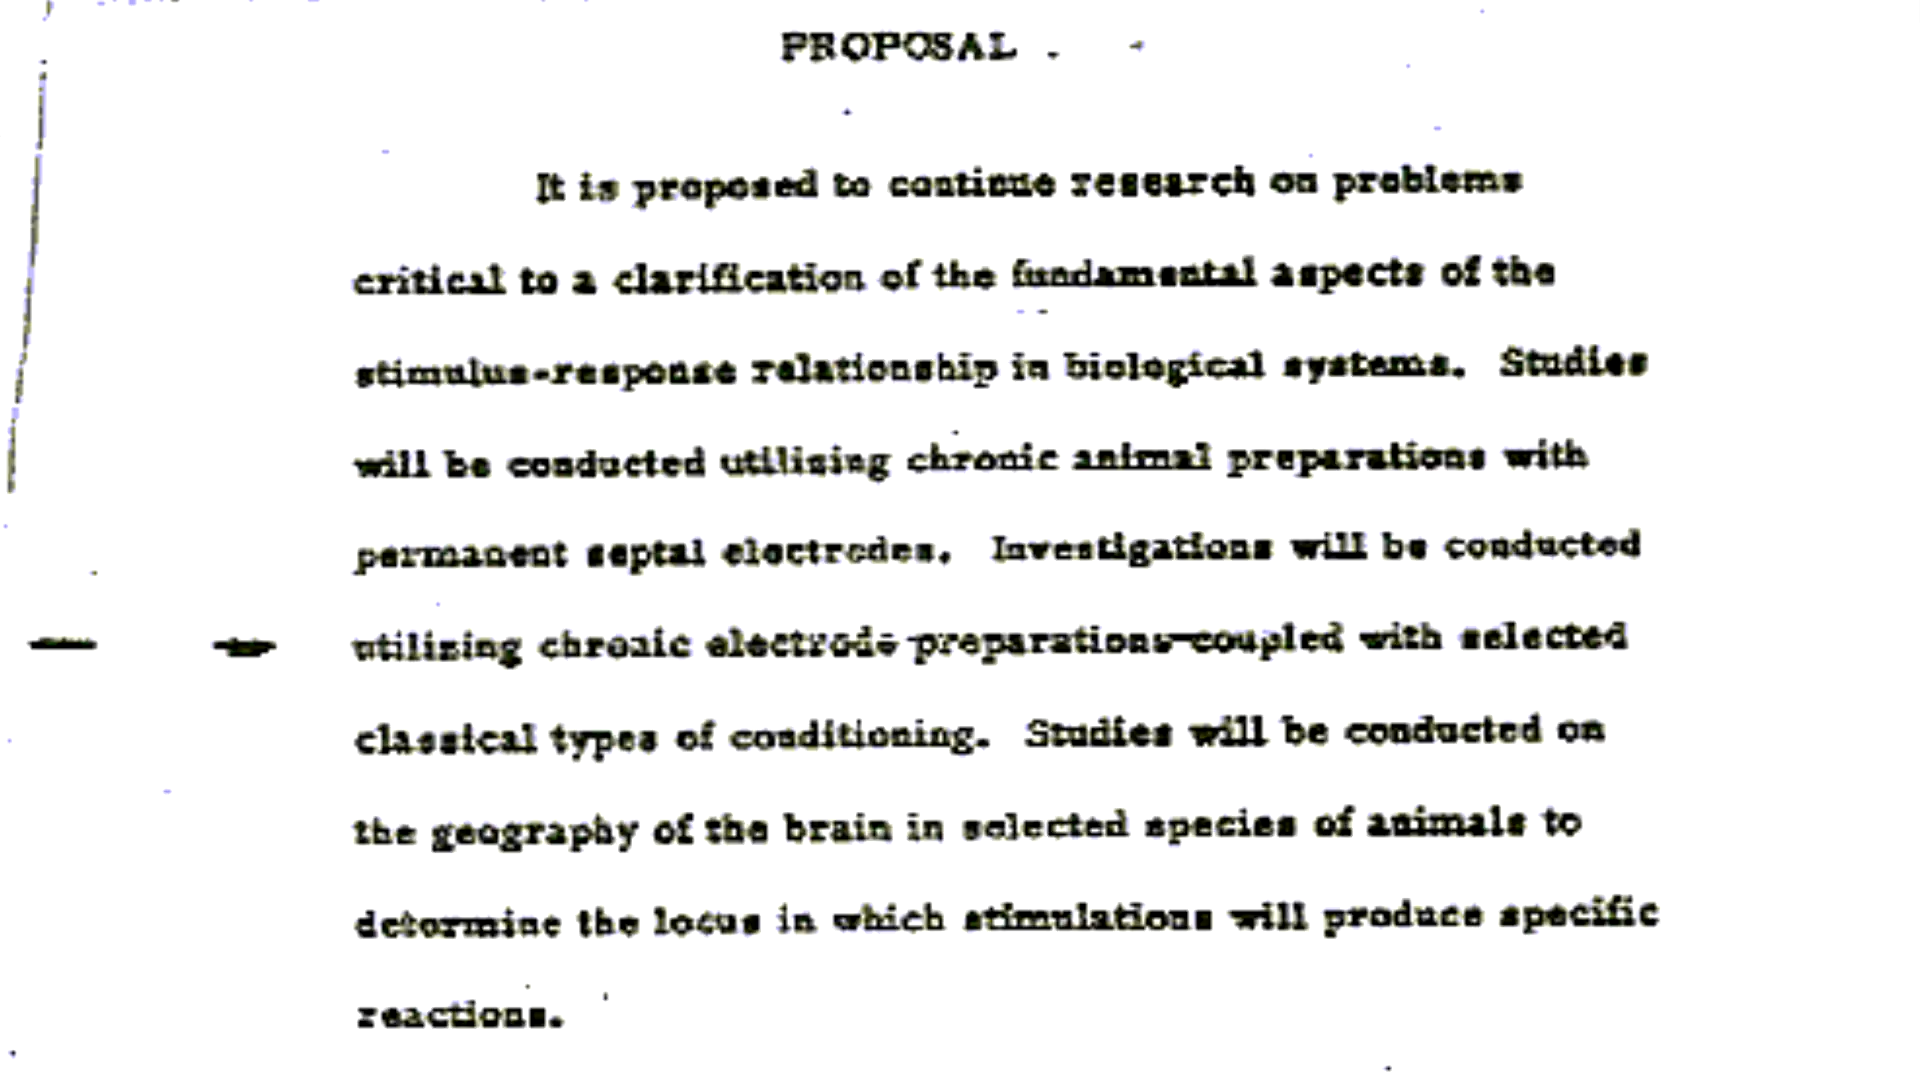 PROPOSAL
It is proposed to continue research on problems
critical to a clarification of the fundamental aspects of the
stimulus-response relationship in biological systems. Studies
will be conducted utilizing chronic animal preparations with
permanent septal electrodes. Investigations will be conducted
utilizing chronic electrode preparations coupled with selected
classical types of conditioning. Studies will be conducted on
the geography of the brain in selected species of animals to
determine the locus in which stimulations will produce specific
reactions.